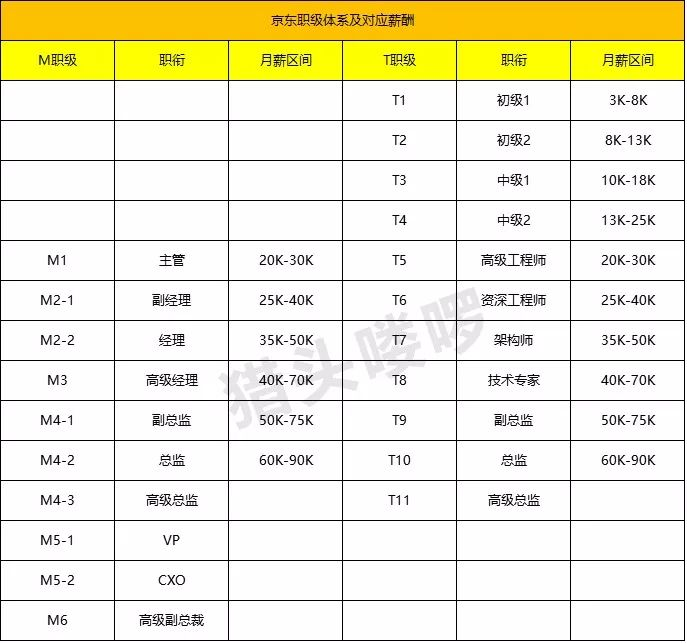 京东职级体系及对应薪酬
M职级 职衔 月薪区间 T职级 职衔 月薪区间
T1 初级1 3K-8K
T2 初级2 8K-13K
T3 中级1 10K-18K
T4 中级2 13K-25K
M1 主管 20K-30K T5 高级工程师 20K-30K
M2-1 副经理 25K-40K T6 资深工程师 25K-40K
M2-2 经理 35K-50K T7 架构师 35K-50K
M3 高级经理 40K-70K T8 技术专家 40K-70K
M4-1 副总监 50K-75K T9 副总监 50K-75K
M4-2 总监 60K-90K T10 总监 60K-90K
M4-3 高级总监 T11 高级总监
M5-1 VP
M5-2 CXO
M6 高级副总裁
猎头喽啰